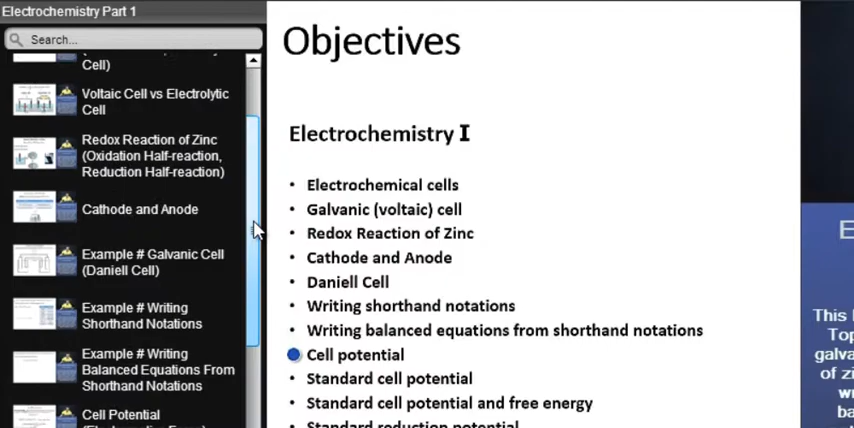 Electrochemistry Part 1
Search...
Cell)
Voltaic Cell vs Electrolytic
Cell
Redox Reaction of Zinc
(Oxidation Half-reaction,
Reduction Half-reaction)
Cathode and Anode
Example # Galvanic Cell
(Daniell Cell)
Example # Writing
Shorthand Notations
Example # Writing
Balanced Equations From
Shorthand Notations
Cell Potential
Objectives
Electrochemistry I
• Electrochemical cells
• Galvanic (voltaic) cell
• Redox Reaction of Zinc
• Cathode and Anode
• Daniell Cell
• Writing shorthand notations
• Writing balanced equations from shorthand notations
• Cell potential
• Standard cell potential
• Standard cell potential and free energy
• Standard reduction potential
E
This
Top
galva
of zi
w
ba